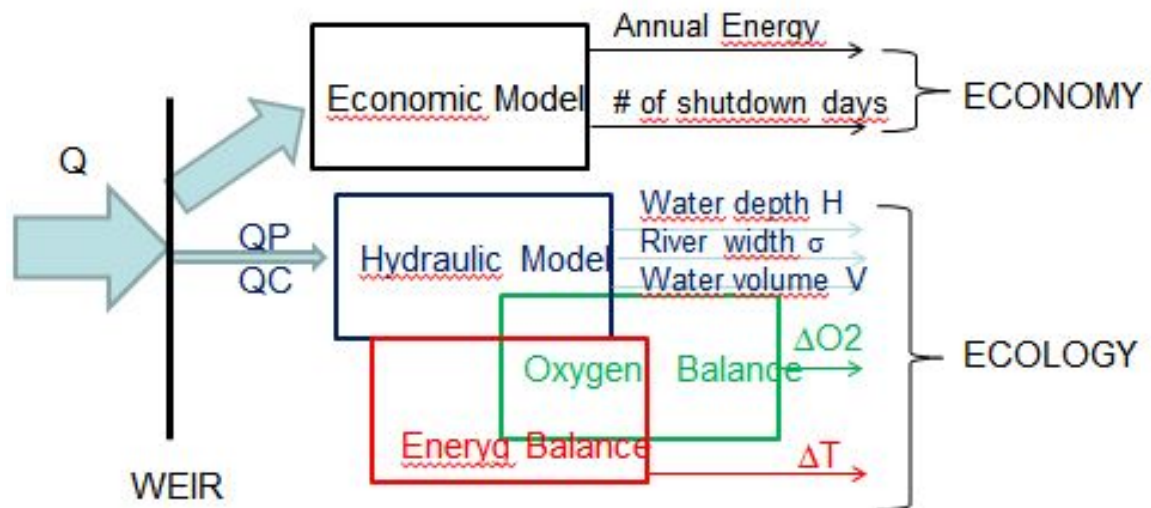 Annual Energy
Economic Model
# of shutdown days
ECONOMY
Q
Water depth H
QP
River width σ
Hydraulic Model
QC
Water volume V
ΔO2
ECOLOGY
Oxygen Balance
Eneryg Balance
ΔT
WEIR